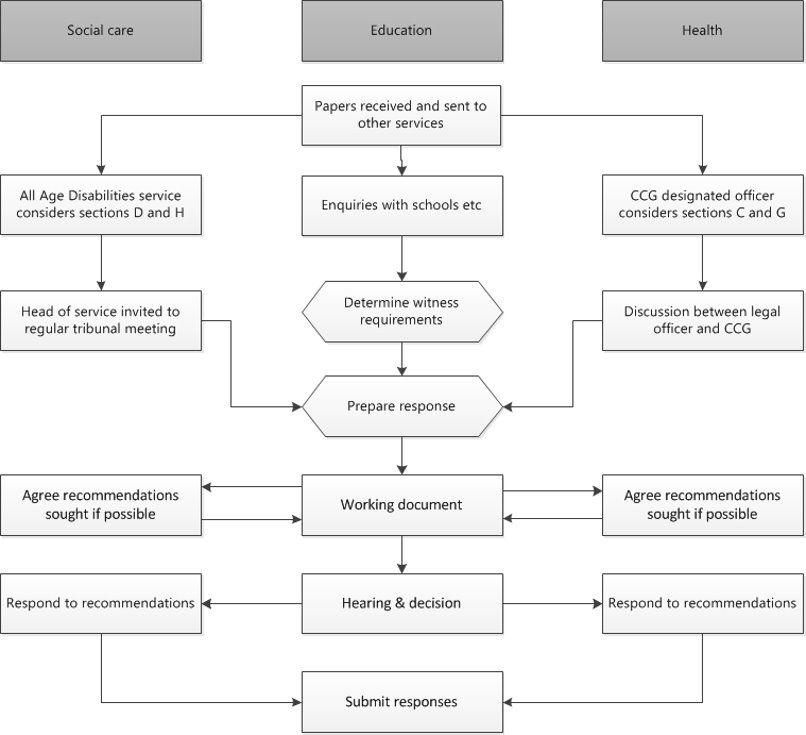 Social care
Education
Health
Papers received and sent to
other services
All Age Disabilities service
considers sections D and H
Enquiries with schools etc
CCG designated officer
considers sections C and G
Head of service invited to
regular tribunal meeting
Determine witness
requirements
Discussion between legal
officer and CCG
Prepare response
Agree recommendations
sought if possible
Working document
Agree recommendations
sought if possible
Respond to recommendations
Hearing & decision
Respond to recommendations
Submit responses